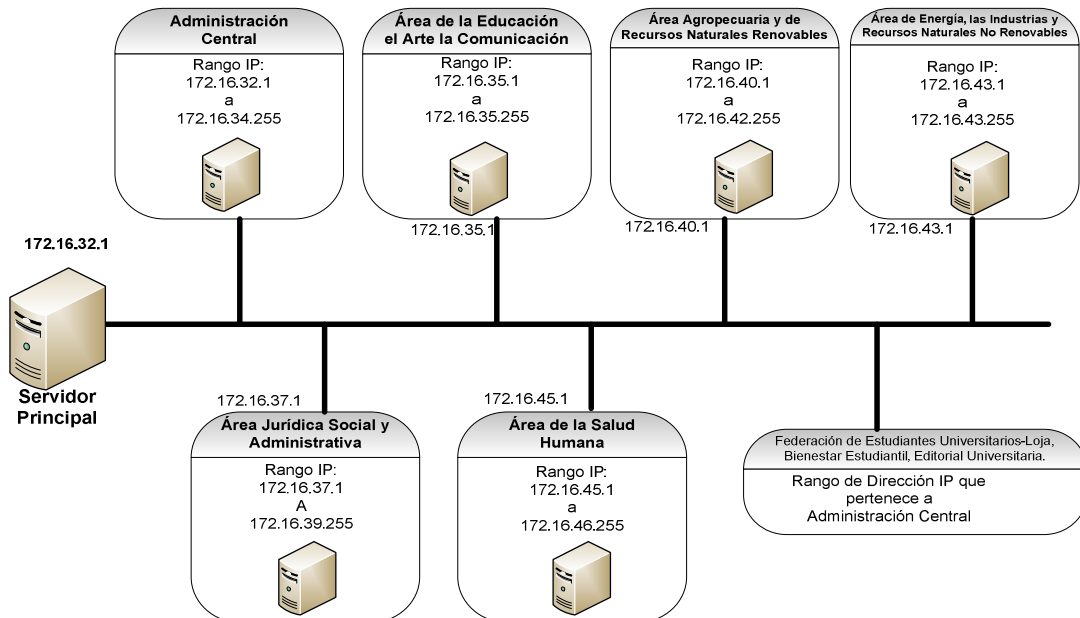 Administración
Central
Rango IP:
172.16.32.1
a
172.16.34.255
Área de la Educación
el Arte la Comunicación
Rango IP:
172.16.35.1
a
172.16.35.255
Área Agropecuaria y de
Recursos Naturales Renovables
Rango IP:
172.16.40.1
a
172.16.42.255
Área de Energía, las Industrias y
Recursos Naturales No Renovables
Rango IP:
172.16.43.1
a
172.16.43.255
172.16.35.1
172.16.40.1
172.16.43.1
172.16.32.1
Servidor
Principal
172.16.37.1
Área Jurídica Social y
Administrativa
Rango IP:
172.16.37.1
A
172.16.39.255
172.16.45.1
Área de la Salud
Humana
Rango IP:
172.16.45.1
a
172.16.46.255
Federación de Estudiantes Universitarios-Loja,
Bienestar Estudiantil, Editorial Universitaria.
Rango de Dirección IP que
pertenece a
Administración Central